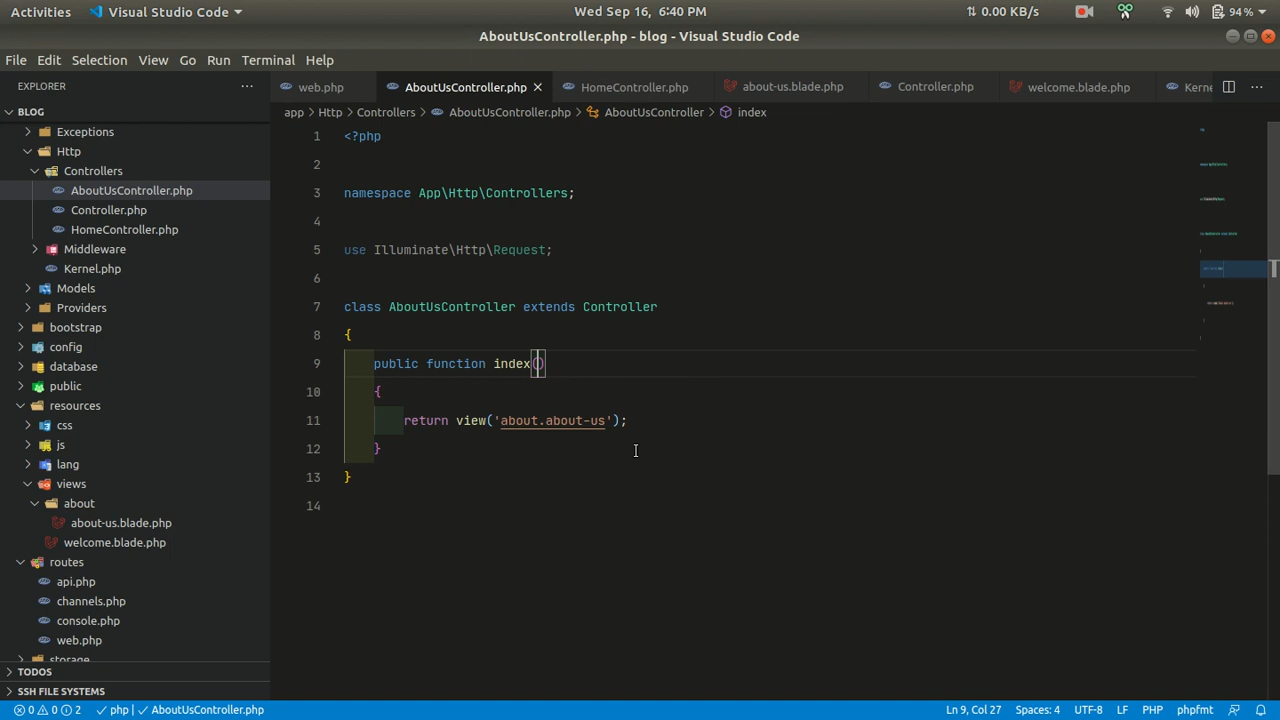 Activities Visual Studio Code Wed Sep 16, 6:40 PM 0.00 KB/s 94 %
AboutUsController.php - blog - Visual Studio Code
File Edit Selection View Go Run Terminal Help
EXPLORER ··· web.php AboutUsController.php HomeController.php about-us.blade.php Controller.php welcome.blade.php Kerne ···
BLOG
app > Http > Controllers > AboutUsController.php > AboutUsController > index
Exceptions
Http
Controllers
AboutUsController.php
Controller.php
HomeController.php
Middleware
Kernel.php
Models
Providers
bootstrap
config
database
public
resources
css
js
lang
views
about
about-us.blade.php
welcome.blade.php
routes
api.php
channels.php
console.php
web.php
storage
TODOS
SSH FILE SYSTEMS
1 <?php
2
3 namespace App\Http\Controllers;
4
5 use Illuminate\Http\Request;
6
7 class AboutUsController extends Controller
8 {
9 public function index()
10 {
11 return view('about.about-us');
12 }
13 }
14
0 0 2 php AboutUsController.php Ln 9, Col 27 Spaces: 4 UTF-8 LF PHP phpfmt